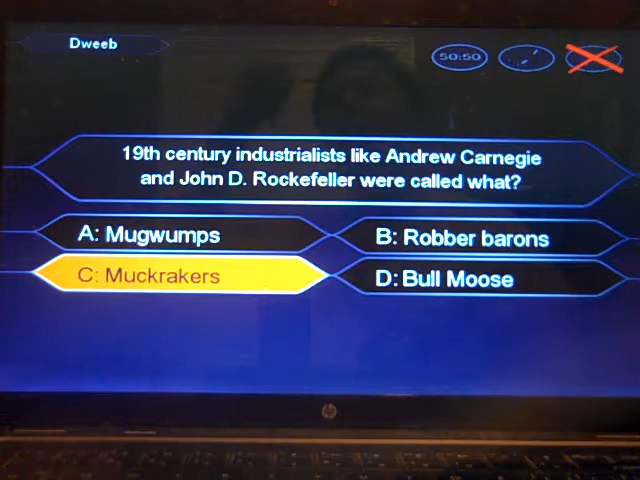 Dweeb
50:50
19th century industrialists like Andrew Carnegie
and John D. Rockefeller were called what?
A: Mugwumps
B: Robber barons
C: Muckrakers
D: Bull Moose
hp